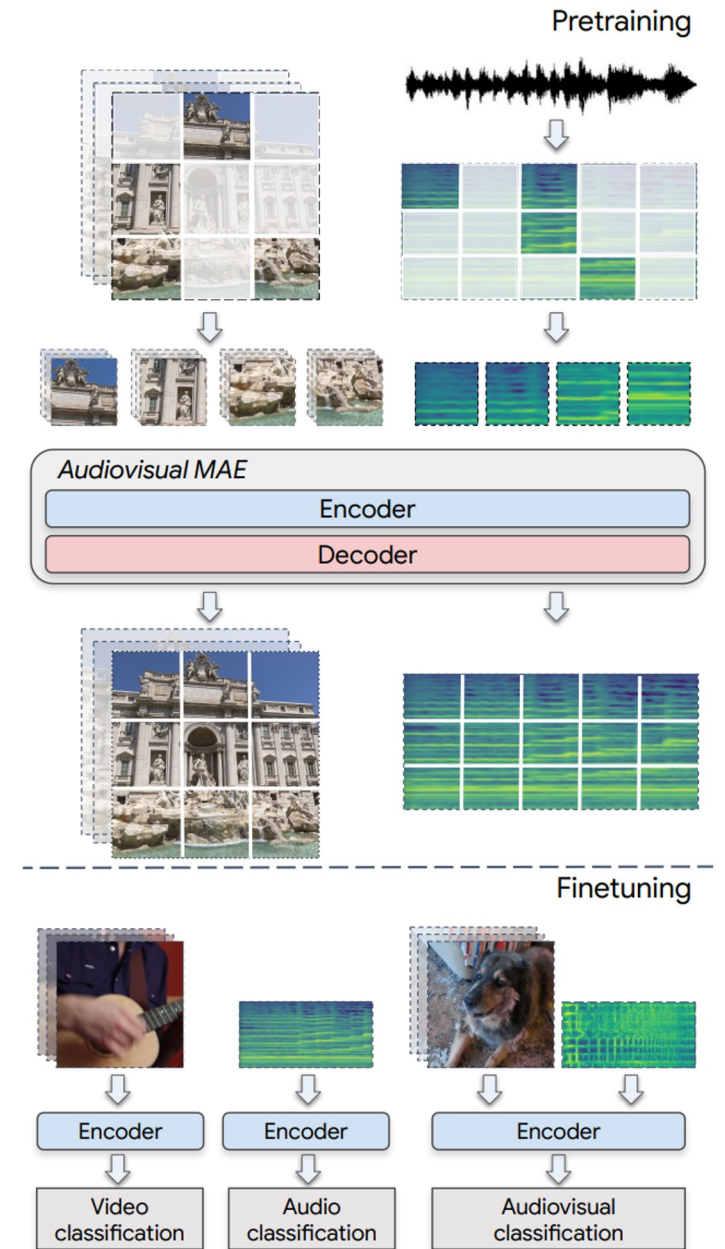 Pretraining
Audiovisual MAE
Encoder
Decoder
Finetuning
Encoder
Encoder
Encoder
Video
classification
Audio
classification
Audiovisual
classification